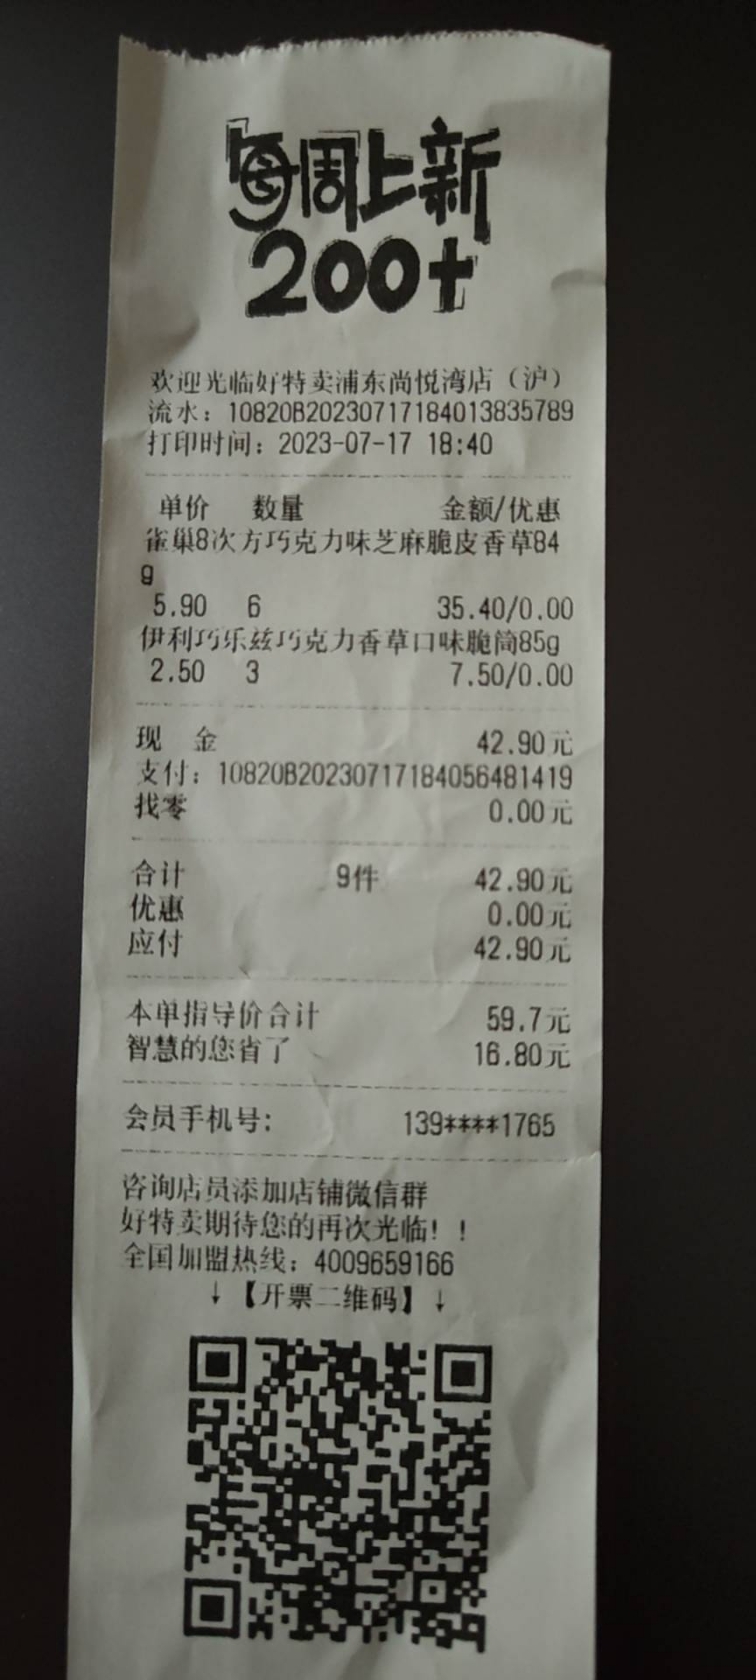 每周上新
200+
欢迎光临好特卖浦东尚悦湾店（沪）
流水：10820B20230717184013835789
打印时间：2023-07-17 18:40
单价 数量 金额/优惠
雀巢8次方巧克力味芝麻脆皮香草84
g
5.90 6 35.40/0.00
伊利巧乐兹巧克力香草口味脆筒85g
2.50 3 7.50/0.00
现 金 42.90元
支付：10820B20230717184056481419
找零 0.00元
合计 9件 42.90元
优惠 0.00元
应付 42.90元
本单指导价合计 59.7元
智慧的您省了 16.80元
会员手机号: 139****1765
咨询店员添加店铺微信群
好特卖期待您的再次光临！！
全国加盟热线：4009659166
↓【开票二维码】↓